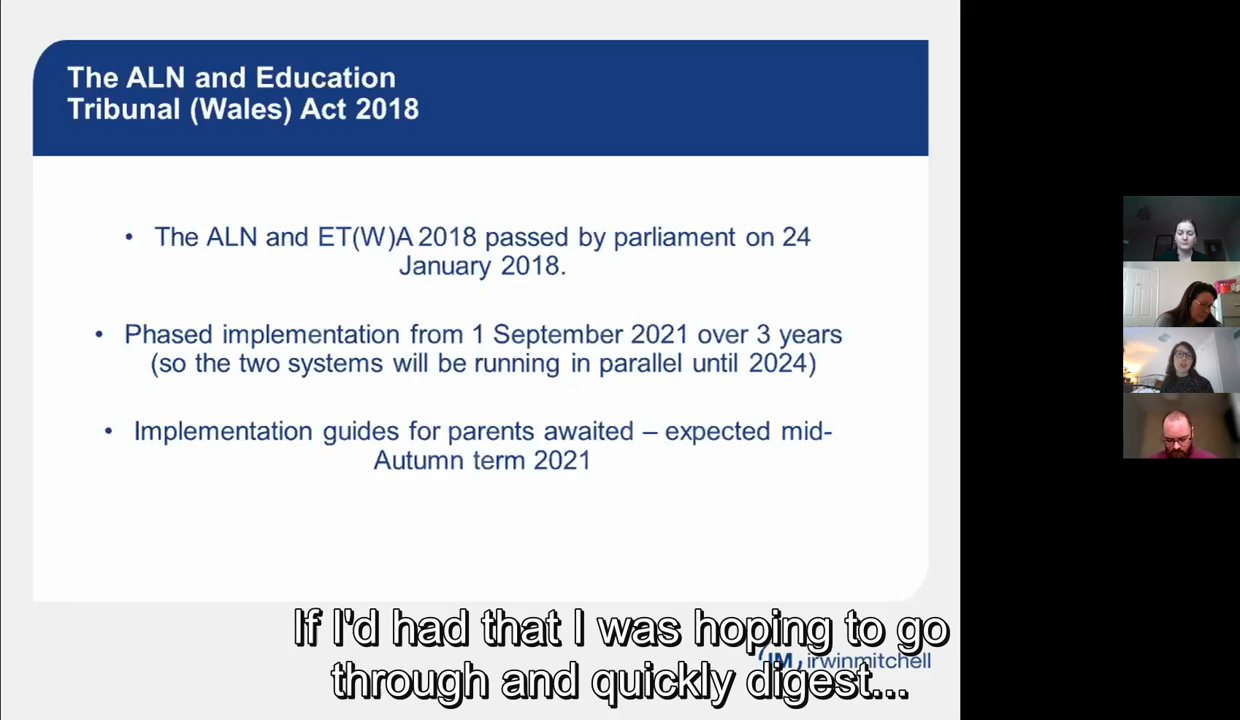 The ALN and Education
Tribunal (Wales) Act 2018
• The ALN and ET(W)A 2018 passed by parliament on 24
January 2018.
• Phased implementation from 1 September 2021 over 3 years
(so the two systems will be running in parallel until 2024)
• Implementation guides for parents awaited – expected mid-
Autumn term 2021
If I'd had that I was hoping to go
through and quickly digest...
IM irwinmitchell